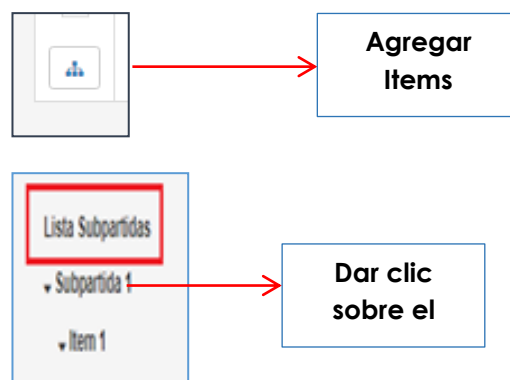 Agregar
Items
Lista Subpartidas
Subpartida 1
Item 1
Dar clic
sobre el